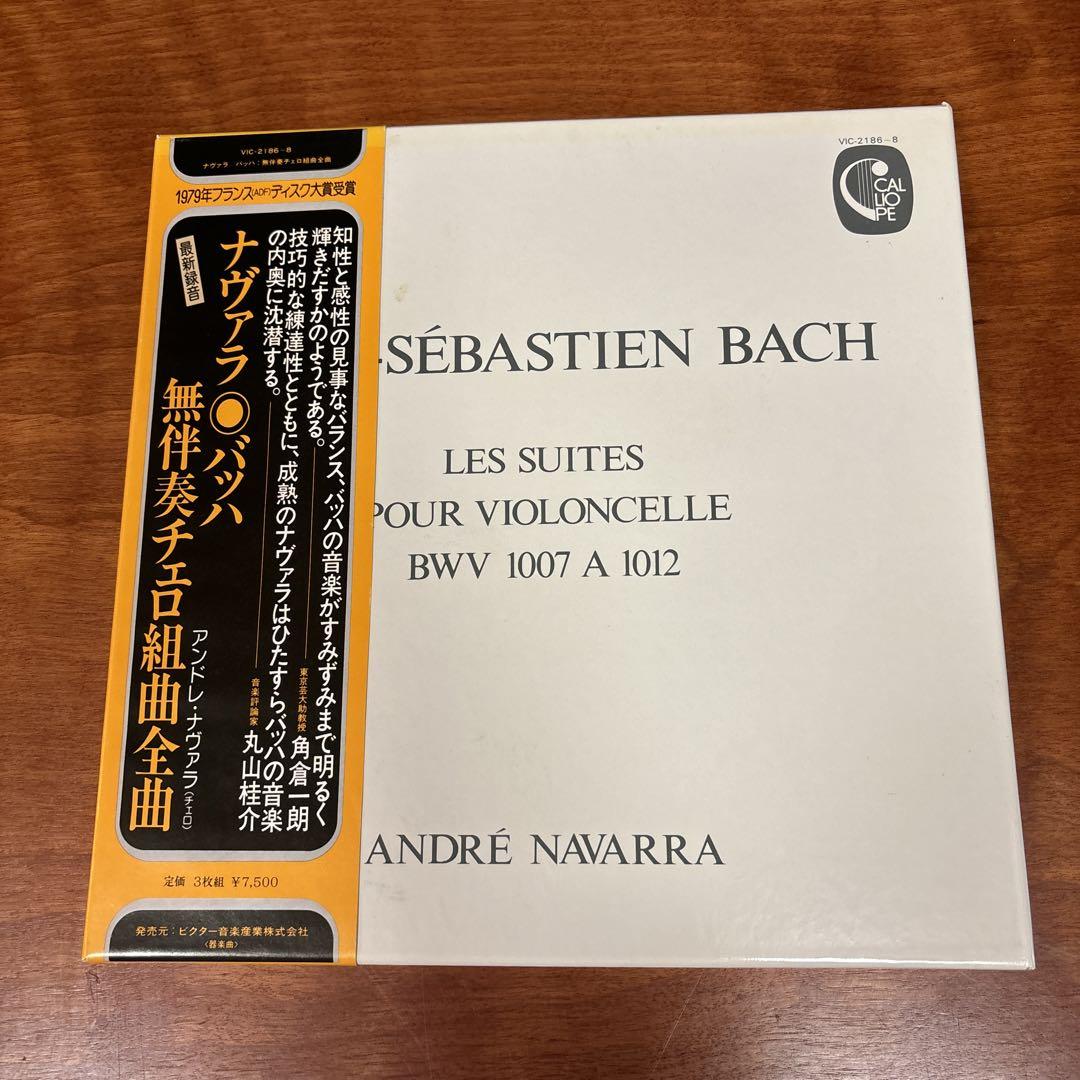 VIC-2186~8
ナヴァラ バッハ:無伴奏チェロ組曲全曲
1979年フランス(ADF)ディスク大賞受賞
知性と感性の見事なバランス、バッハの音楽がすみずみまで明るく
輝きだすかのようである。
東京芸大助教授 角倉一朗
技巧的な練達性とともに、成熟のナヴァラはひたすらバッハの音楽
の内奥に沈潜する。
音楽評論家 丸山桂介
最新録音
ナヴァラ◉バッハ
無伴奏チェロ組曲全曲
アンドレ・ナヴァラ(チェロ)
定価 3枚組 ¥7,500
発売元:ビクター音楽産業株式会社
〈器楽曲〉
VIC-2186~8
CAL
LIO
PE
-SÉBASTIEN BACH
LES SUITES
POUR VIOLONCELLE
BWV 1007 A 1012
ANDRÉ NAVARRA